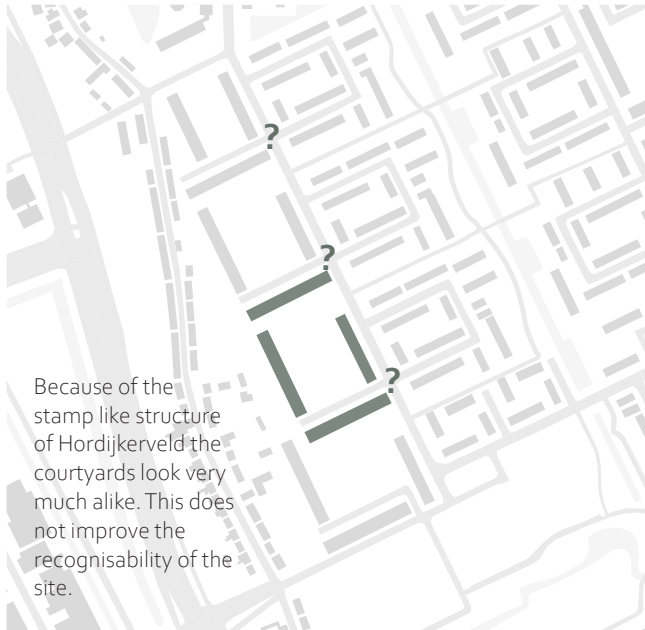 ?
?
?
Because of the
stamp like structure
of Hordijkerveld the
courtyards look very
much alike. This does
not improve the
recognisability of the
site.